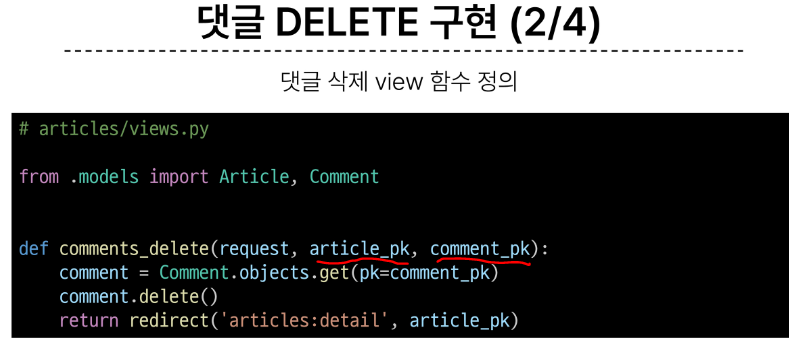 댓글 DELETE 구현 (2/4)
댓글 삭제 view 함수 정의
# articles/views.py
from .models import Article, Comment
def comments_delete(request, article_pk, comment_pk):
    comment = Comment.objects.get(pk=comment_pk)
    comment.delete()
    return redirect('articles:detail', article_pk)